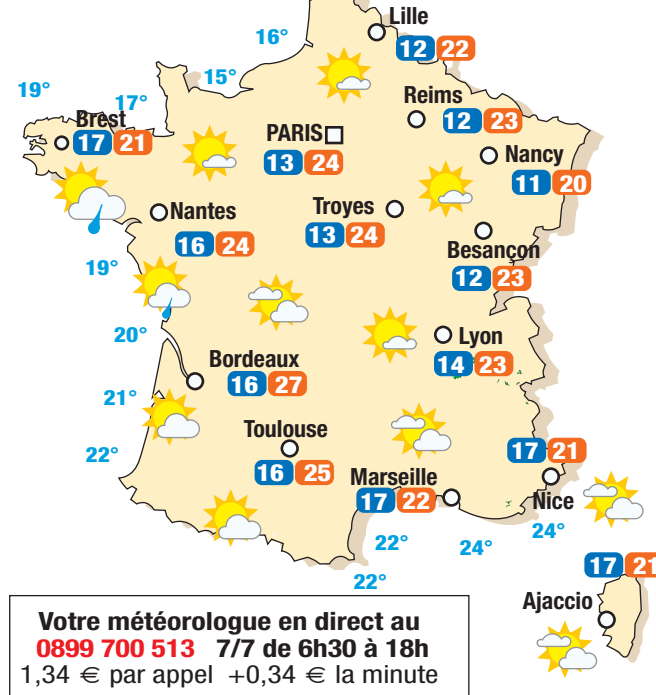 Lille
12 22
16°
15°
19°
17°
Reims
12 23
Brest
17 21
PARIS
13 24
Nancy
11 20
Nantes
16 24
Troyes
13 24
Besançon
12 23
19°
20°
Lyon
14 23
Bordeaux
16 27
21°
Toulouse
16 25
22°
Marseille
17 22
17 21
Nice
22°
24°
24°
22°
17 21
Ajaccio
Votre météorologue en direct au
0899 700 513 7/7 de 6h30 à 18h
1,34 € par appel +0,34 € la minute